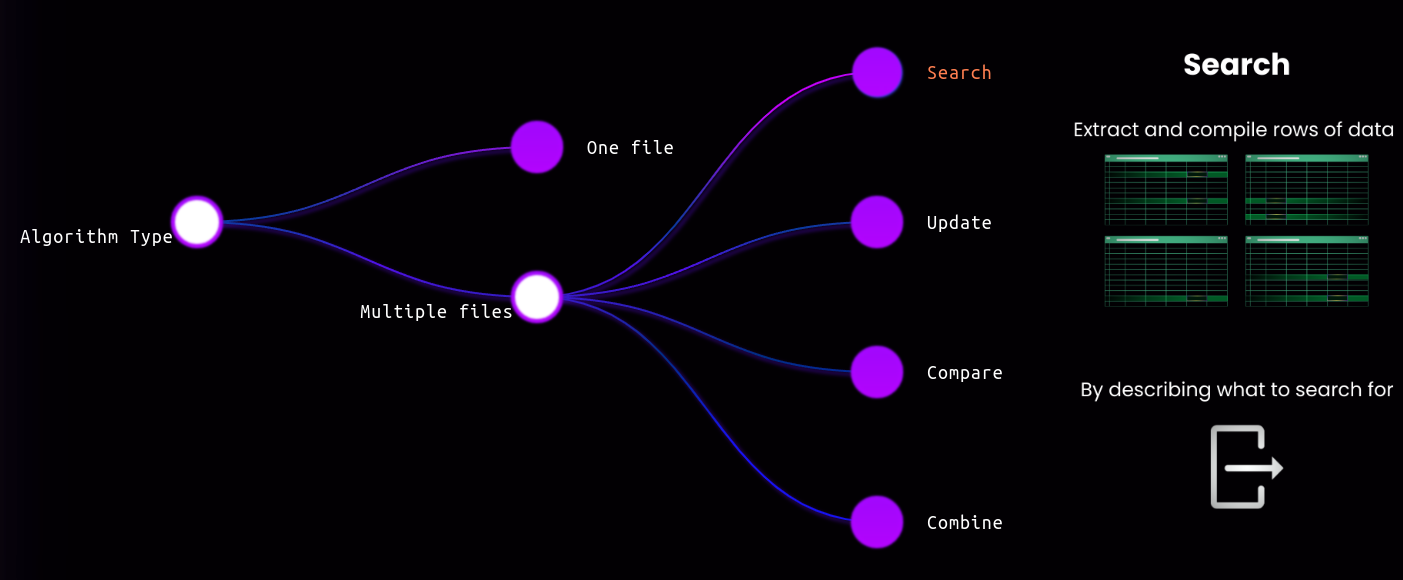 Algorithm Type
One file
Multiple files
Search
Update
Compare
Combine
Search
Extract and compile rows of data
By describing what to search for